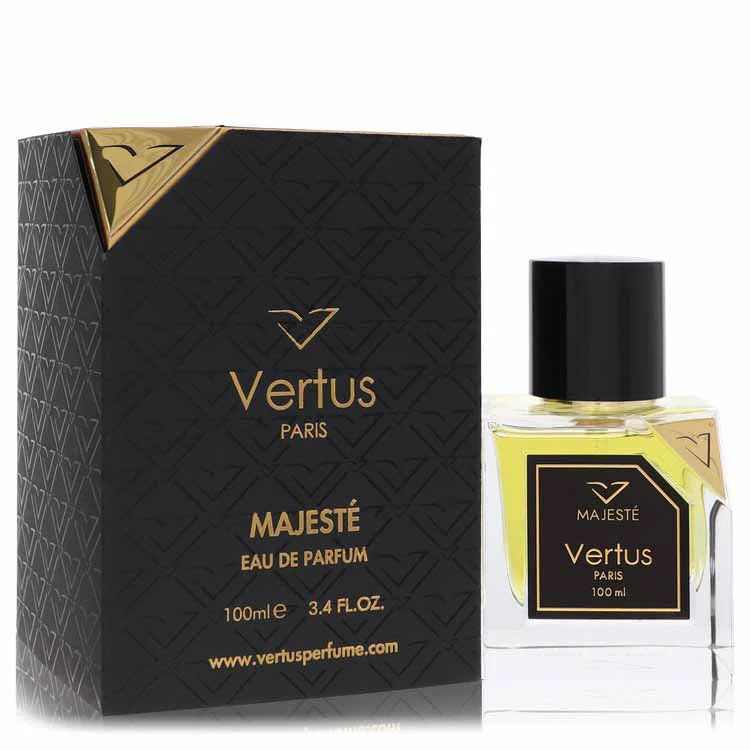 Vertus
PARIS
MAJESTÉ
EAU DE PARFUM
100ml e 3.4 FL.OZ.
www.vertusperfume.com
MAJESTÉ
Vertus
PARIS
100 ml